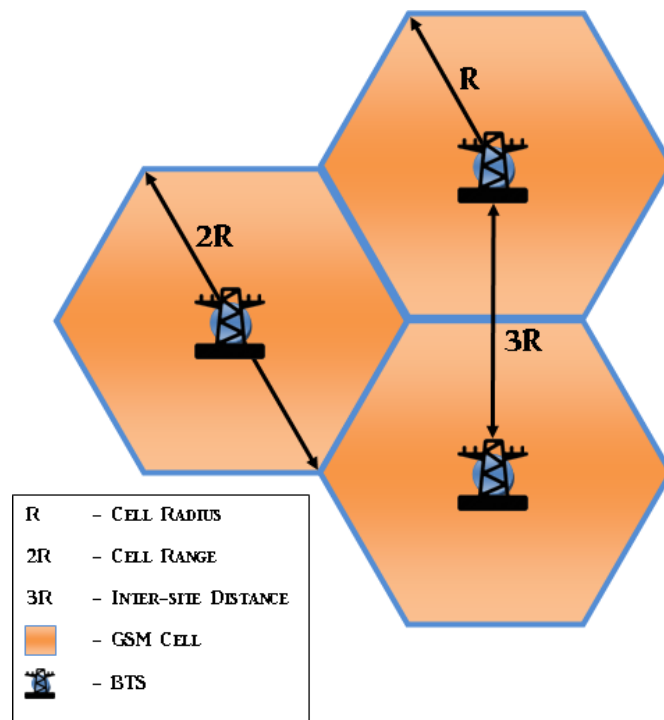 R
2R
3R
R – Cell Radius
2R – Cell Range
3R – Inter-site Distance
– GSM Cell
– BTS